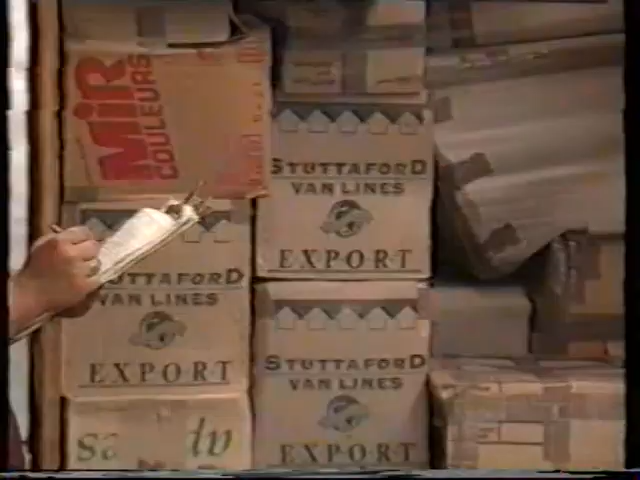 MiR
COULEURS
STUTTAFORD
VAN LINES
EXPORT
STUTTAFORD
VAN LINES
EXPORT
STUTTAFORD
VAN LINES
EXPORT